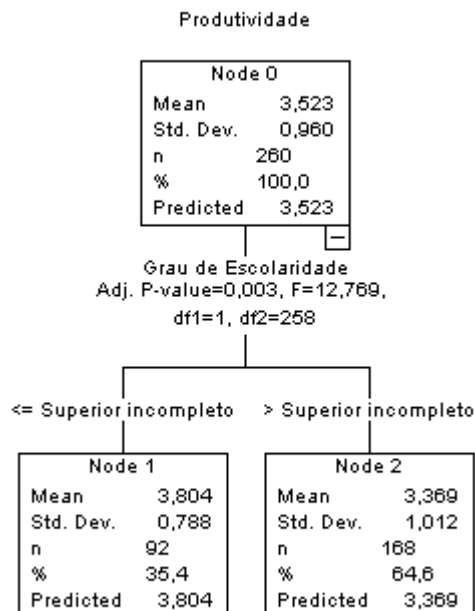 Produtividade
Node 0
Mean 3,523
Std. Dev. 0,960
n 260
% 100,0
Predicted 3,523
Grau de Escolaridade
Adj. P-value=0,003, F=12,769,
df1=1, df2=258
<= Superior incompleto
> Superior incompleto
Node 1
Mean 3,804
Std. Dev. 0,788
n 92
% 35,4
Predicted 3,804
Node 2
Mean 3,369
Std. Dev. 1,012
n 168
% 64,6
Predicted 3,369